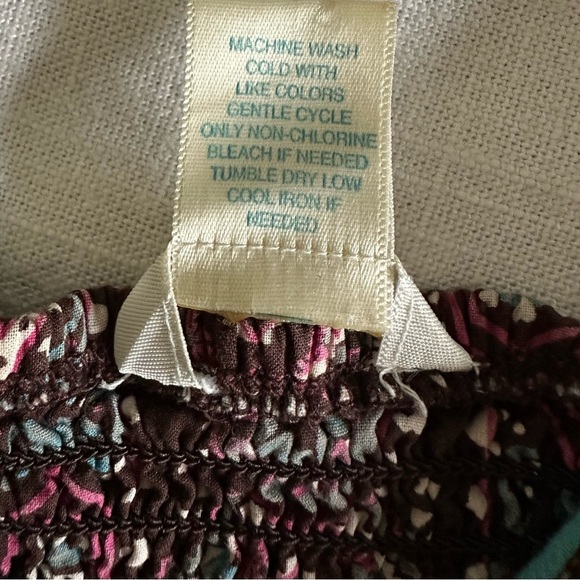 MACHINE WASH
COLD WITH
LIKE COLORS
GENTLE CYCLE
ONLY NON-CHLORINE
BLEACH IF NEEDED
TUMBLE DRY LOW
COOL IRON IF
NEEDED